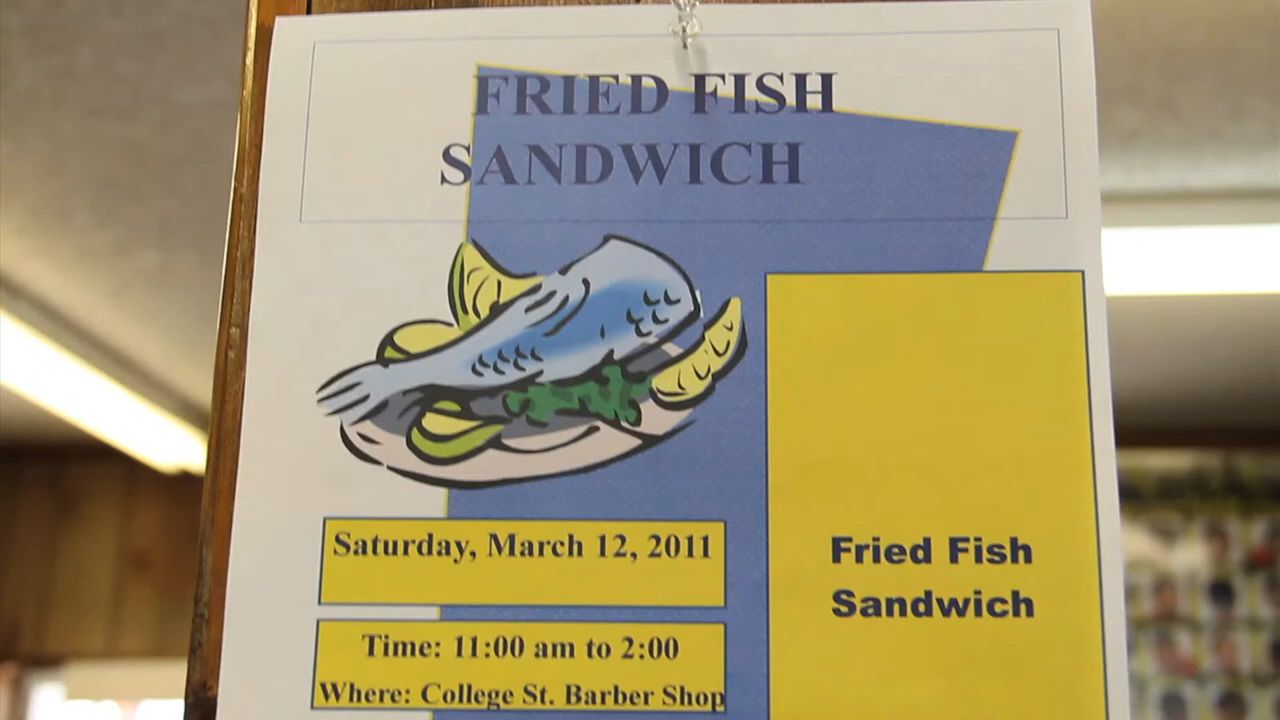 FRIED FISH
SANDWICH
Saturday, March 12, 2011
Time: 11:00 am to 2:00
Where: College St. Barber Shop
Fried Fish
Sandwich